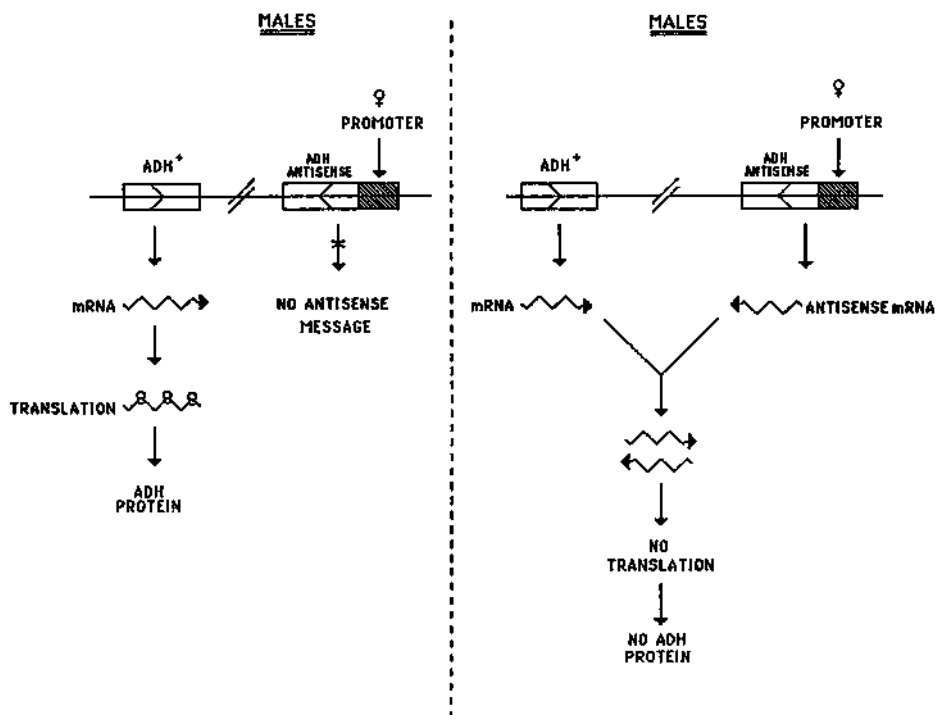 MALES
♀
PROMOTER
ADH+
ADH
ANTISENSE
mRNA
NO ANTISENSE
MESSAGE
TRANSLATION
ADH
PROTEIN
MALES
♀
PROMOTER
ADH+
ADH ANTISENSE
mRNA
ANTISENSE mRNA
NO
TRANSLATION
NO ADH
PROTEIN